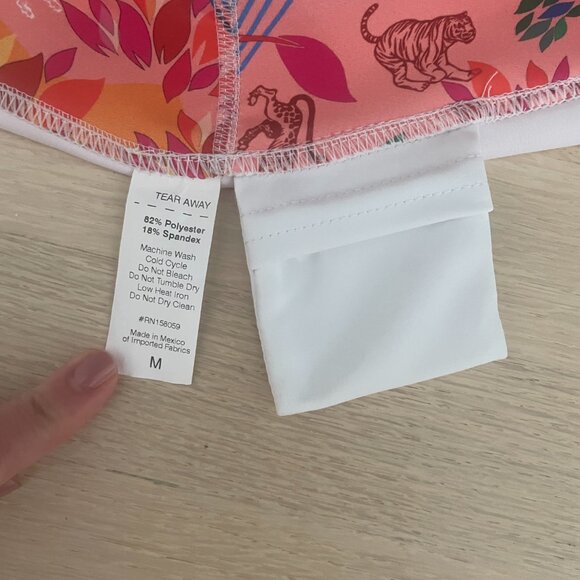 TEAR AWAY
82% Polyester
18% Spandex
Machine Wash
Cold Cycle
Do Not Bleach
Do Not Tumble Dry
Low Heat Iron
Do Not Dry Clean
#RN158059
Made in Mexico
of Imported Fabrics
M